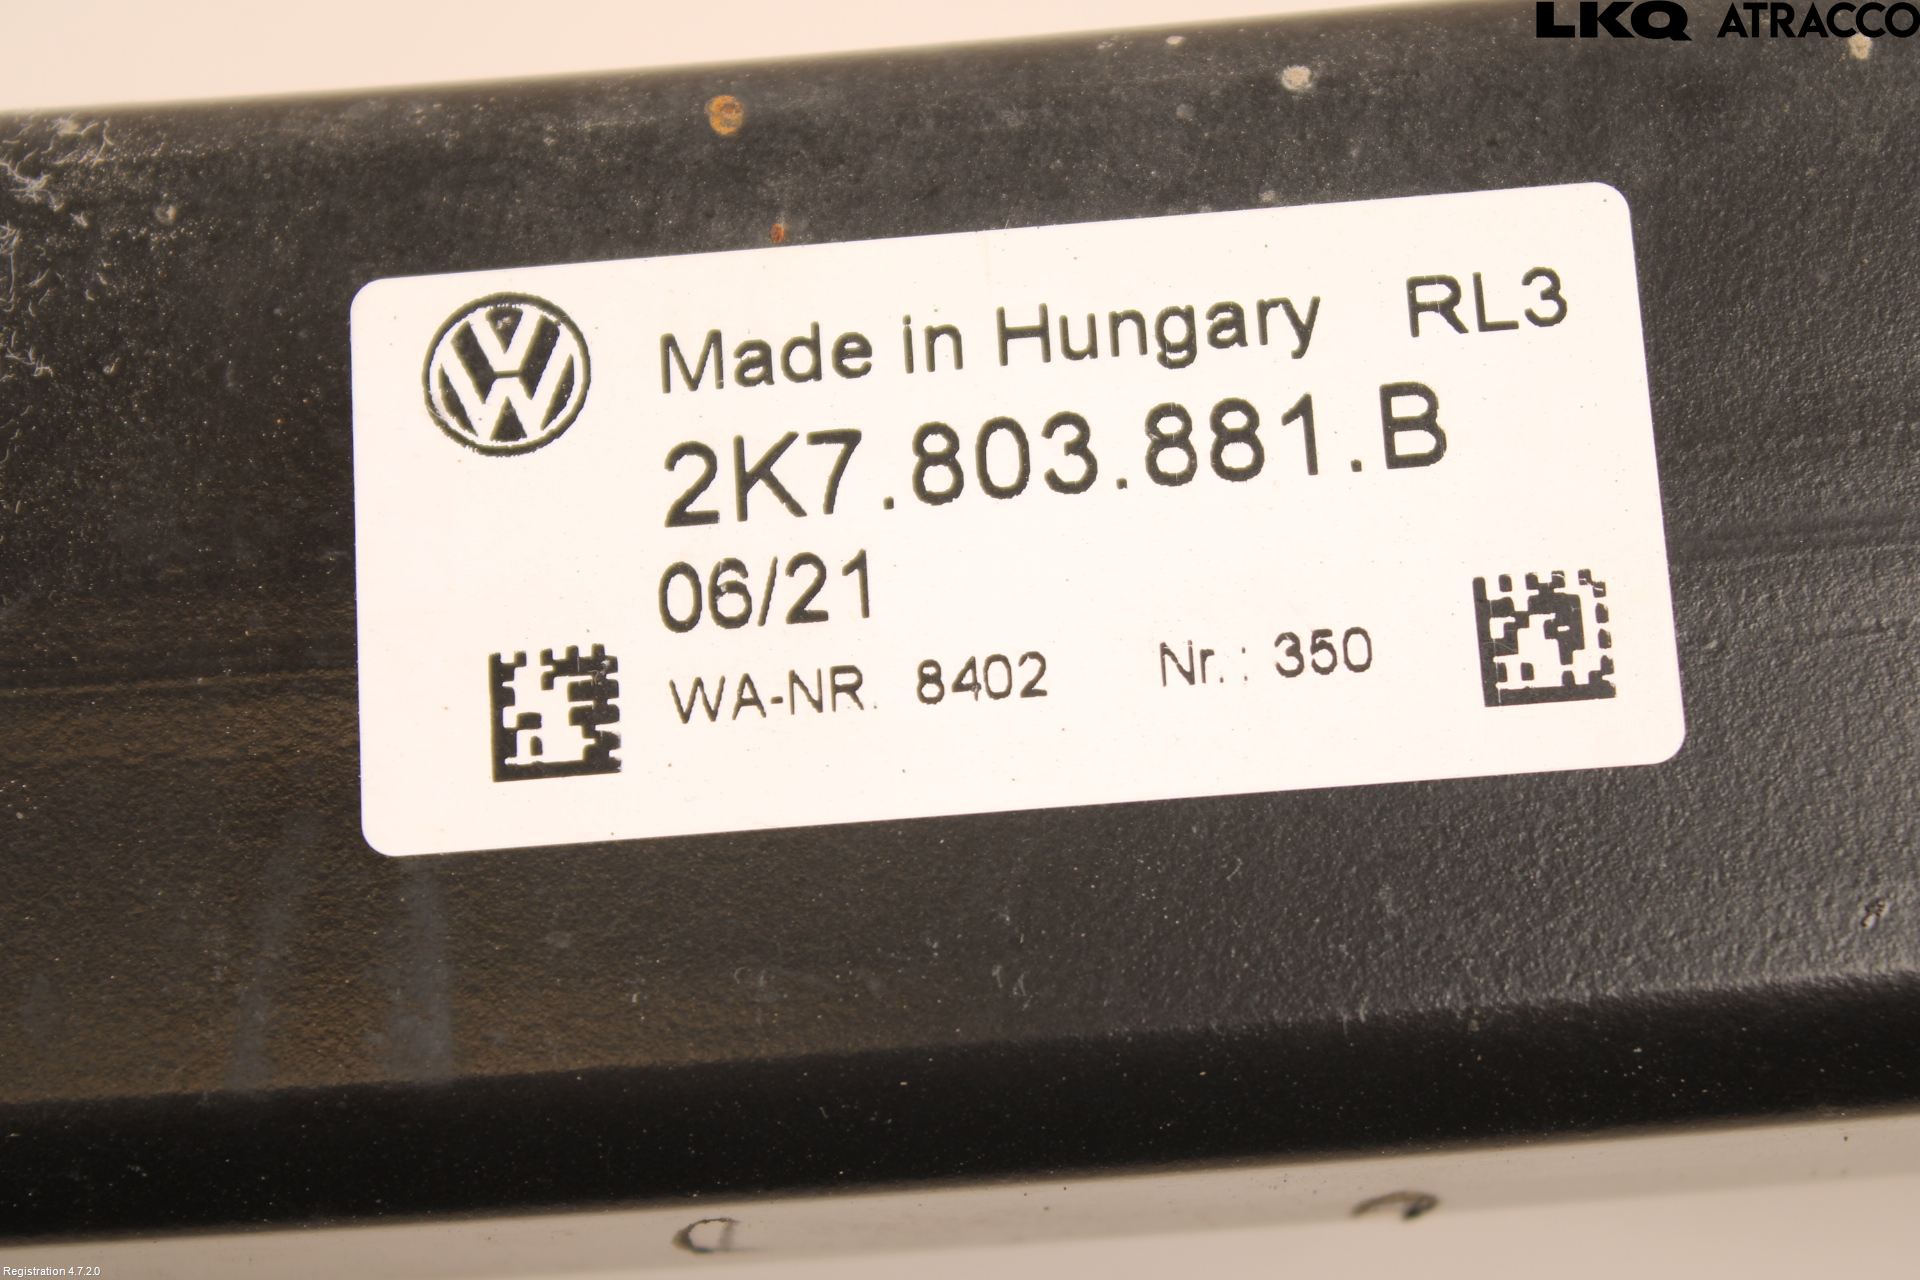 LKQ ATRACCO
Made in Hungary RL3
2K7.803.881.B
06/21
WA-NR. 8402 Nr.: 350
Registration 4.7.2.0